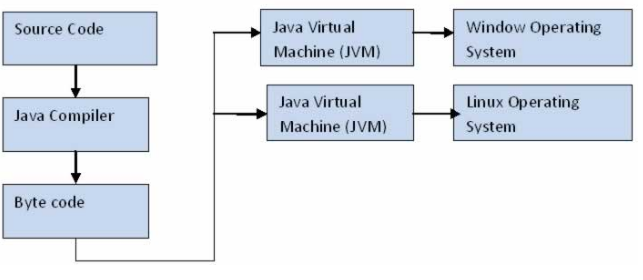 Source Code
Java Compiler
Byte code
Java Virtual
Machine (JVM)
Window Operating
System
Java Virtual
Machine (JVM)
Linux Operating
System